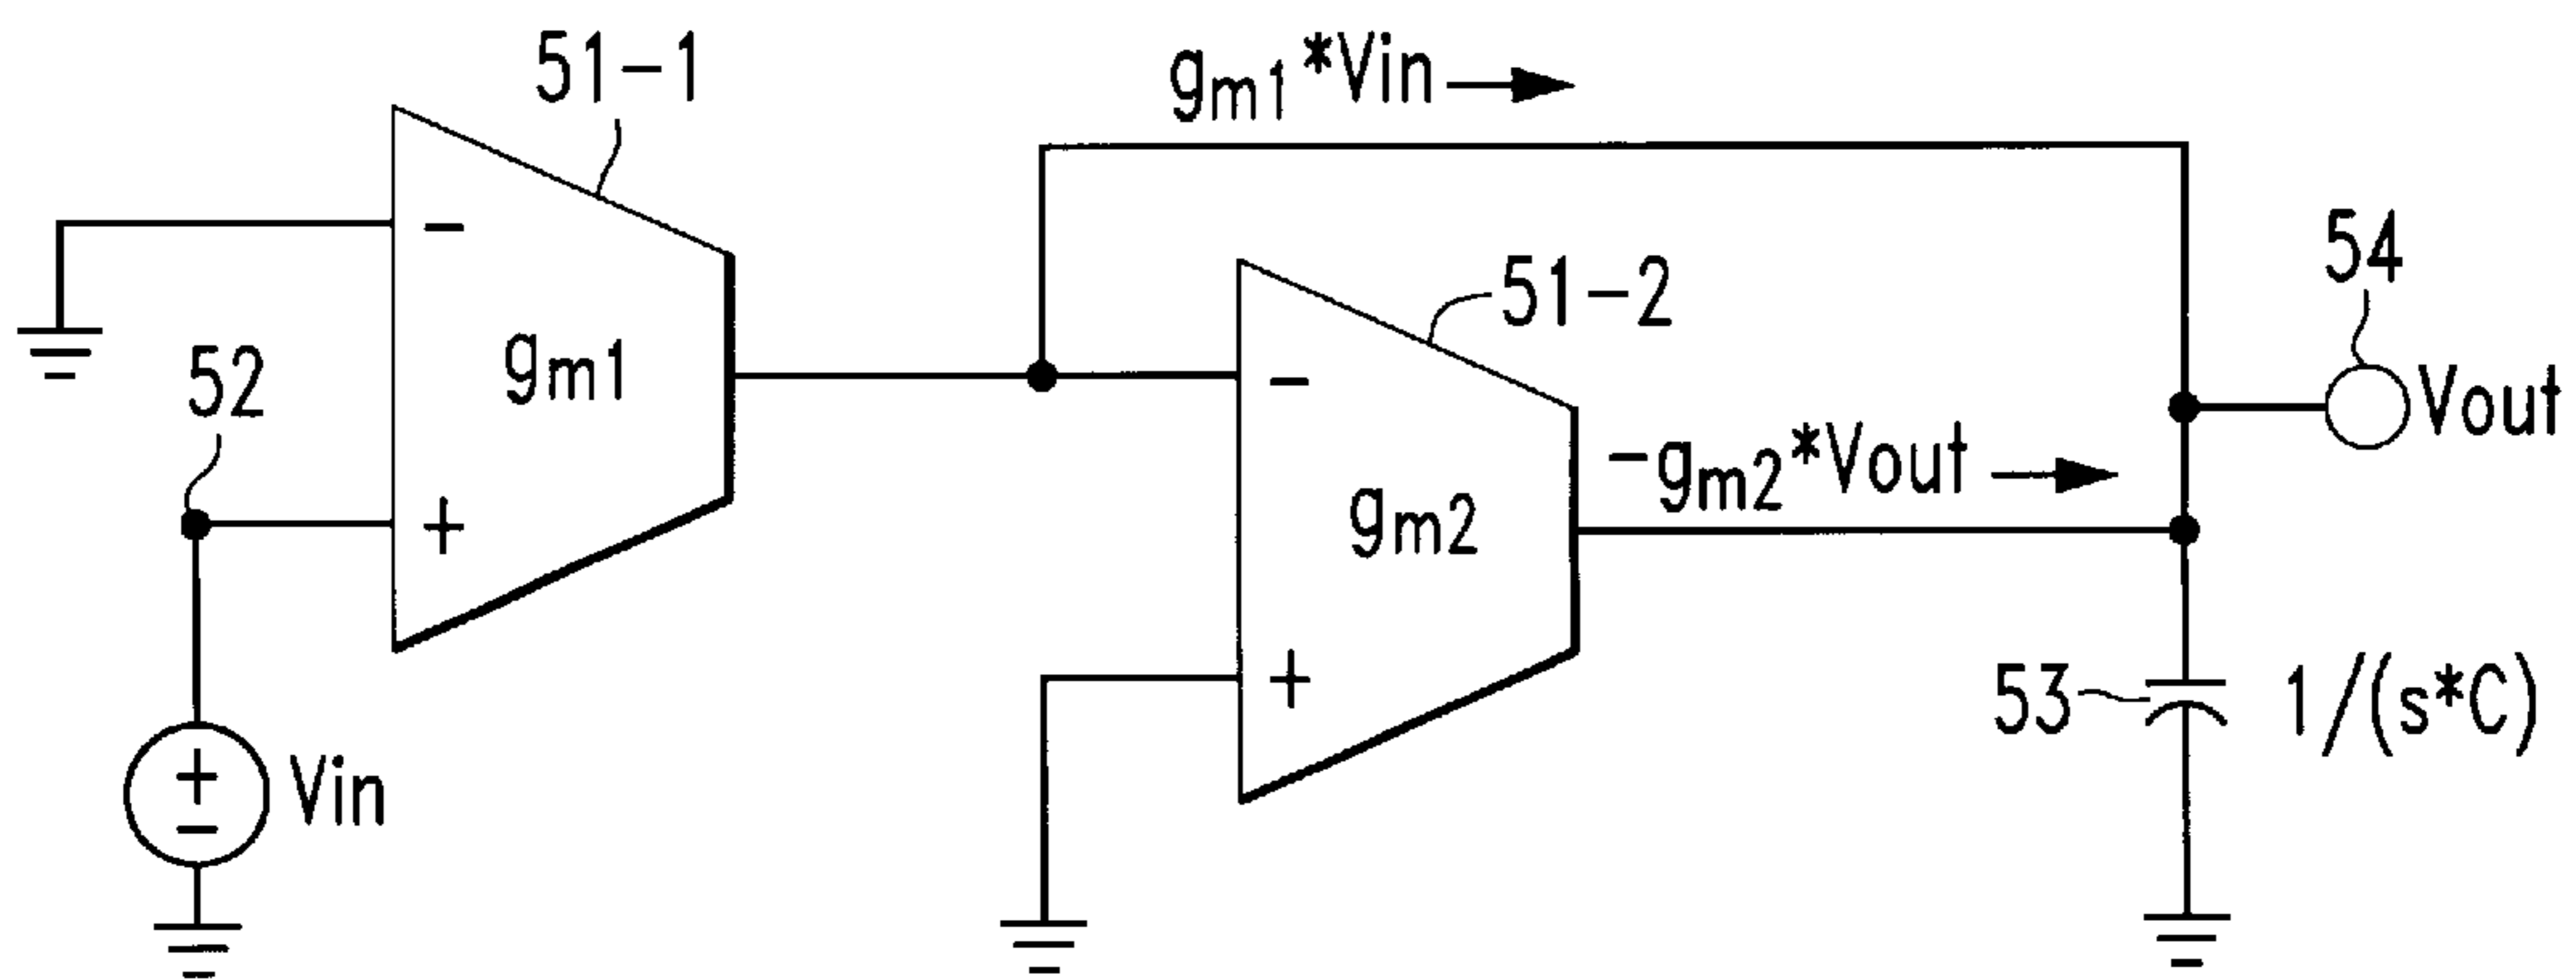 51-1
gm1*Vin
-
gm1
+
52
+
-
Vin
51-2
-
gm2
+
-gm2*Vout
54
Vout
53
1/(s*C)